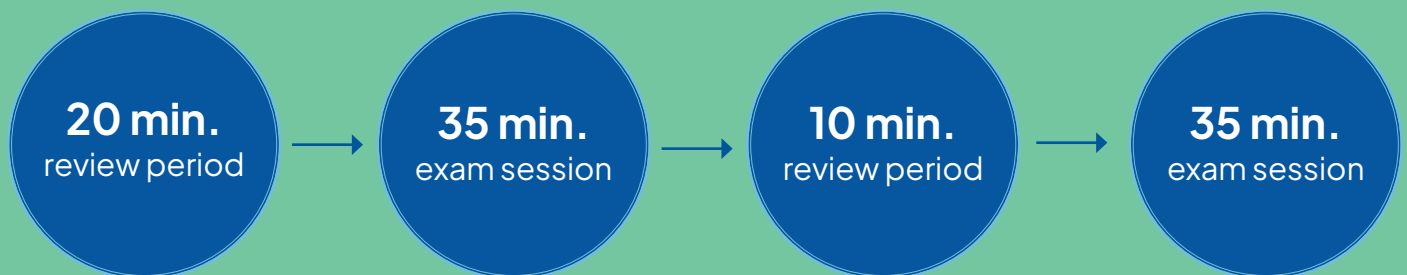 20 min.
review period
35 min.
exam session
10 min.
review period
35 min.
exam session